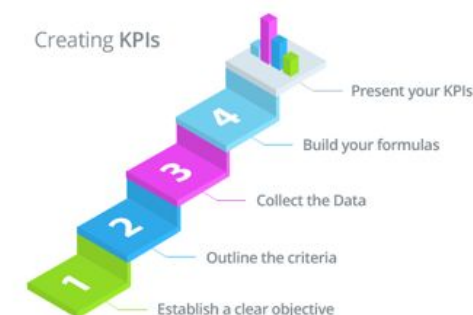 Creating KPIs
Present your KPIs
4
Build your formulas
3
Collect the Data
2
Outline the criteria
1
Establish a clear objective